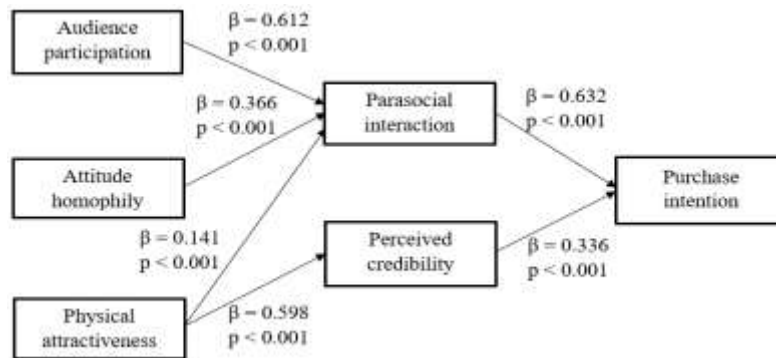 Audience
participation
β = 0.612
p < 0.001
β = 0.366
p < 0.001
Parasocial
interaction
β = 0.632
p < 0.001
Attitude
homophily
Purchase
intention
β = 0.141
p < 0.001
Perceived
credibility
β = 0.336
p < 0.001
Physical
attractiveness
β = 0.598
p < 0.001